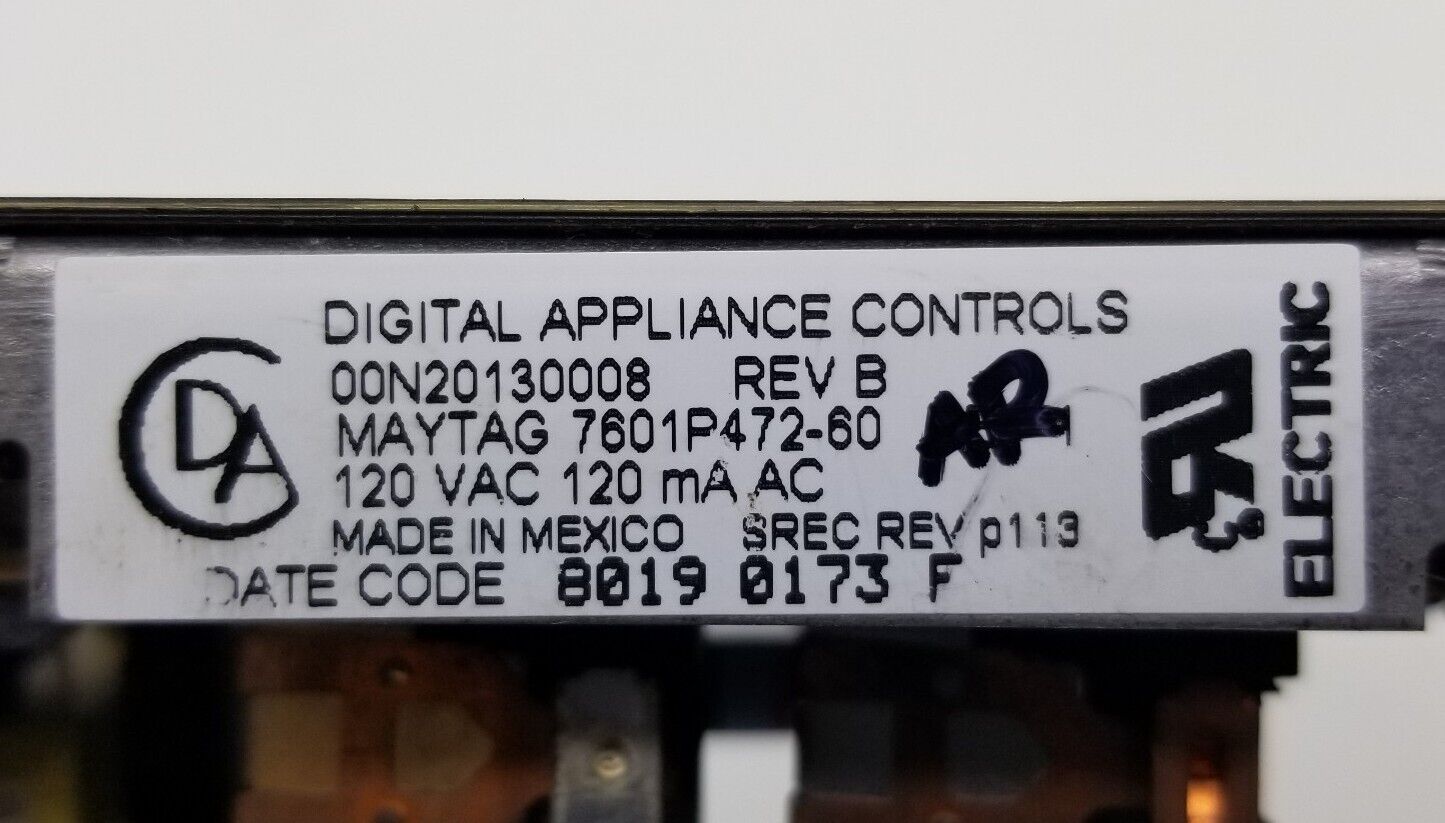 DIGITAL APPLIANCE CONTROLS
00N20130008 REV B
MAYTAG 7601P472-60
120 VAC 120 mA AC
MADE IN MEXICO SREC REV p113
DATE CODE 8019 0173 F
CDA
ELECTRIC